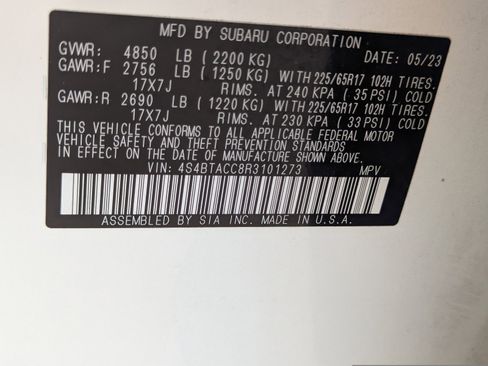 MFD BY SUBARU CORPORATION
GVWR: 4850 LB ( 2200 KG) DATE: 05/23
GAWR:F 2756 LB ( 1250 KG) WITH 225/65R17 102H TIRES.
17X7J RIMS. AT 240 KPA ( 35 PSI) COLD
GAWR:R 2690 LB ( 1220 KG) WITH 225/65R17 102H TIRES.
17X7J RIMS. AT 230 KPA ( 33 PSI) COLD
THIS VEHICLE CONFORMS TO ALL APPLICABLE FEDERAL MOTOR
VEHICLE SAFETY AND THEFT PREVENTION STANDARDS
IN EFFECT ON THE DATE OF MANUFACTURE SHOWN ABOVE.
VIN: 4S4BTACC8R3101273 MPV
ASSEMBLED BY SIA INC. MADE IN U.S.A.